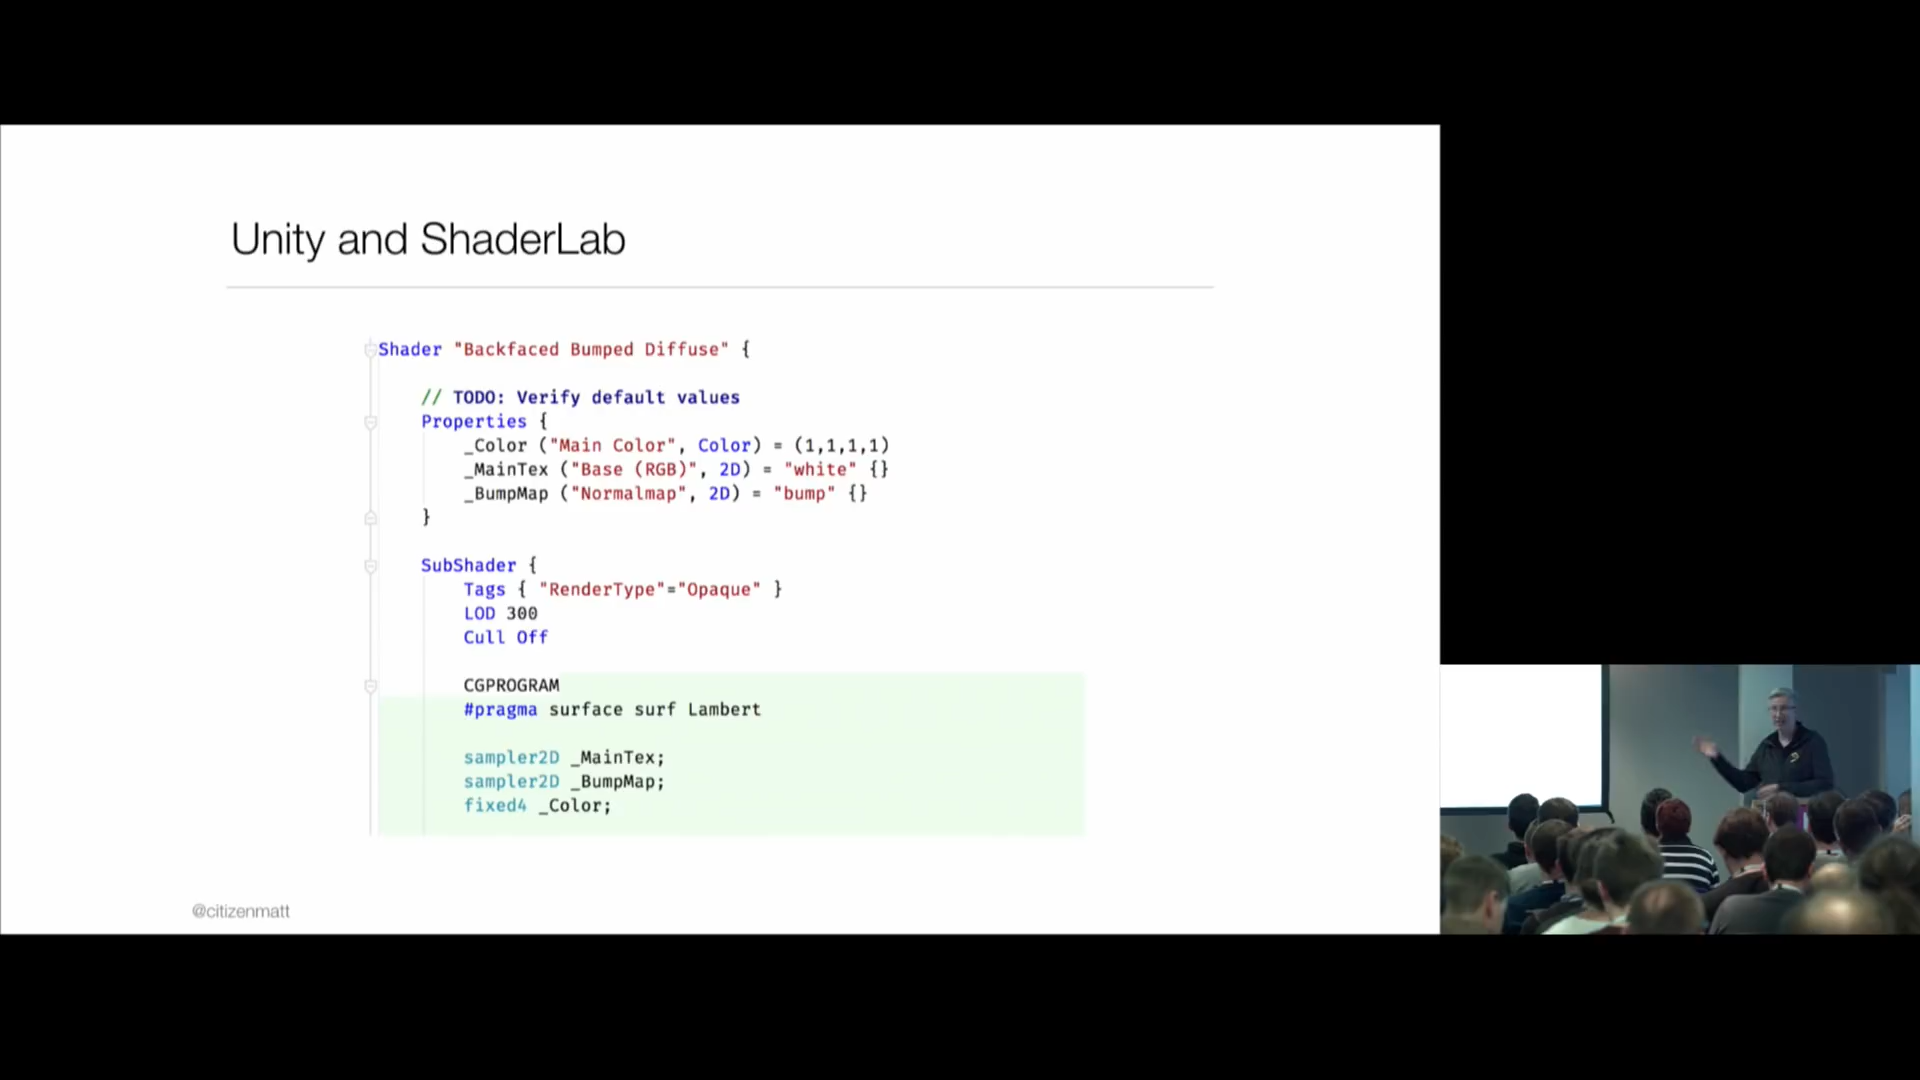 Unity and ShaderLab
Shader "Backfaced Bumped Diffuse" {
// TODO: Verify default values
Properties {
_Color ("Main Color", Color) = (1,1,1,1)
_MainTex ("Base (RGB)", 2D) = "white" {}
_BumpMap ("Normalmap", 2D) = "bump" {}
}
SubShader {
Tags { "RenderType"="Opaque" }
LOD 300
Cull Off
CGPROGRAM
#pragma surface surf Lambert
sampler2D _MainTex;
sampler2D _BumpMap;
fixed4 _Color;
@citizenmatt